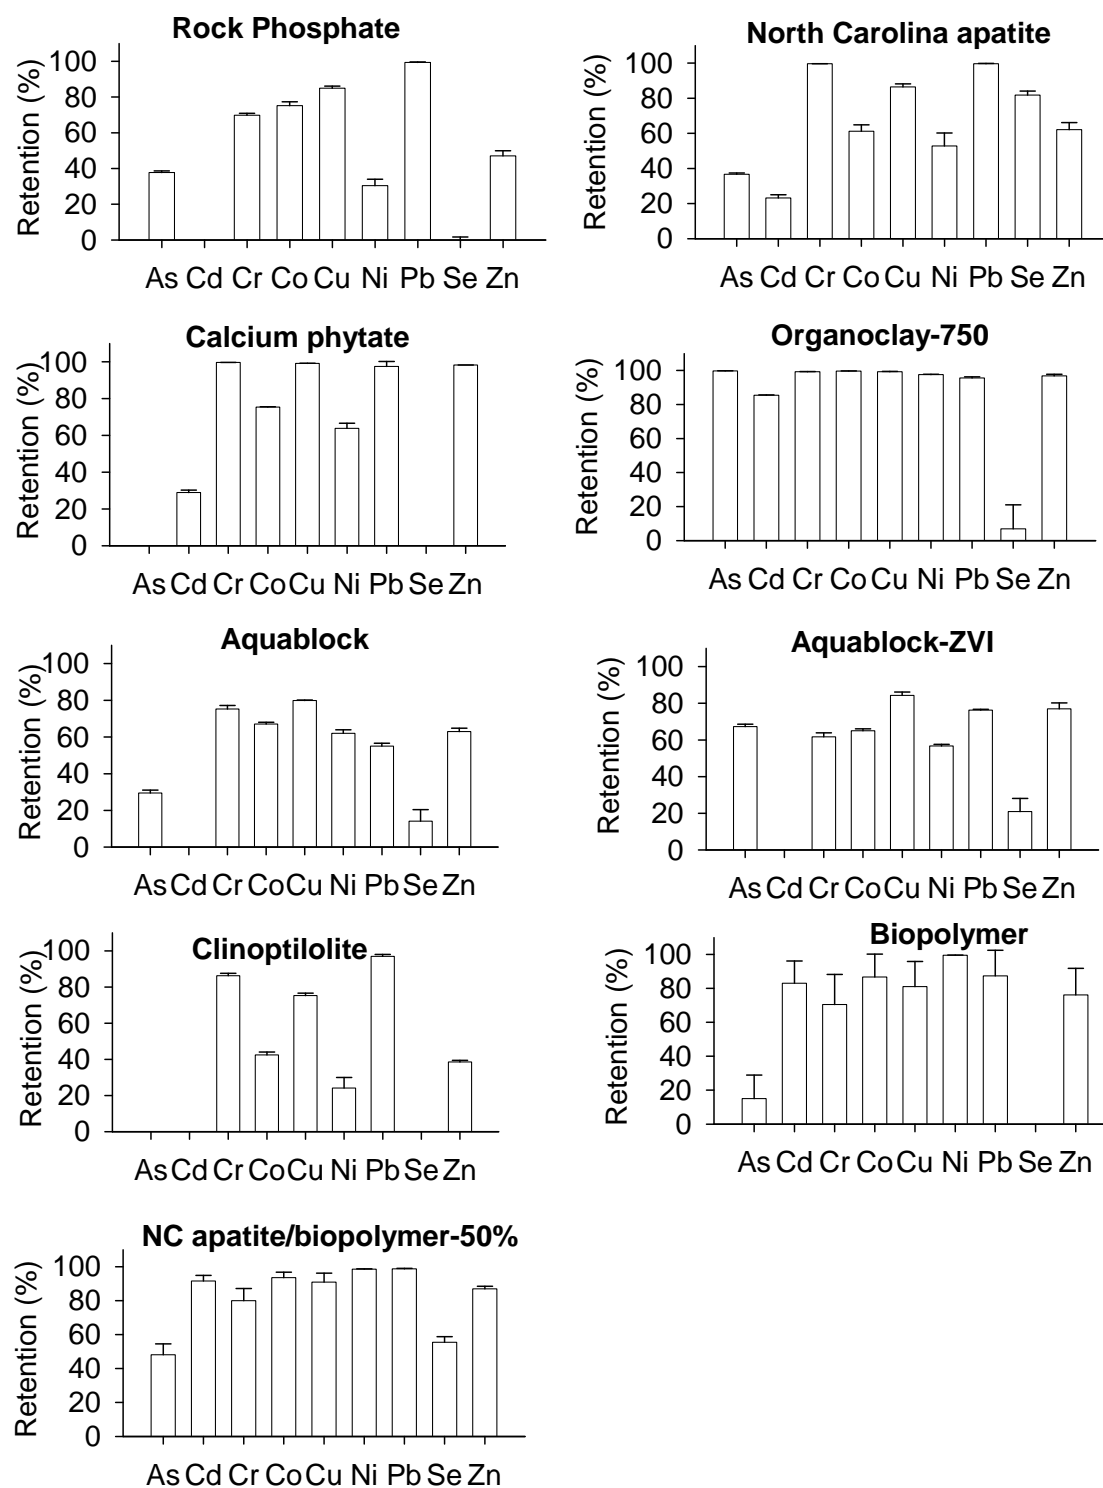 Rock Phosphate
Retention (%)
100
80
60
40
20
0
As Cd Cr Co Cu Ni Pb Se Zn
North Carolina apatite
Retention (%)
100
80
60
40
20
0
As Cd Cr Co Cu Ni Pb Se Zn
Calcium phytate
Retention (%)
100
80
60
40
20
0
As Cd Cr Co Cu Ni Pb Se Zn
Organoclay-750
Retention (%)
100
80
60
40
20
0
As Cd Cr Co Cu Ni Pb Se Zn
Aquablock
Retention (%)
100
80
60
40
20
0
As Cd Cr Co Cu Ni Pb Se Zn
Aquablock-ZVI
Retention (%)
100
80
60
40
20
0
As Cd Cr Co Cu Ni Pb Se Zn
Clinoptilolite
Retention (%)
100
80
60
40
20
0
As Cd Cr Co Cu Ni Pb Se Zn
Biopolymer
Retention (%)
100
80
60
40
20
0
As Cd Cr Co Cu Ni Pb Se Zn
NC apatite/biopolymer-50%
Retention (%)
100
80
60
40
20
0
As Cd Cr Co Cu Ni Pb Se Zn